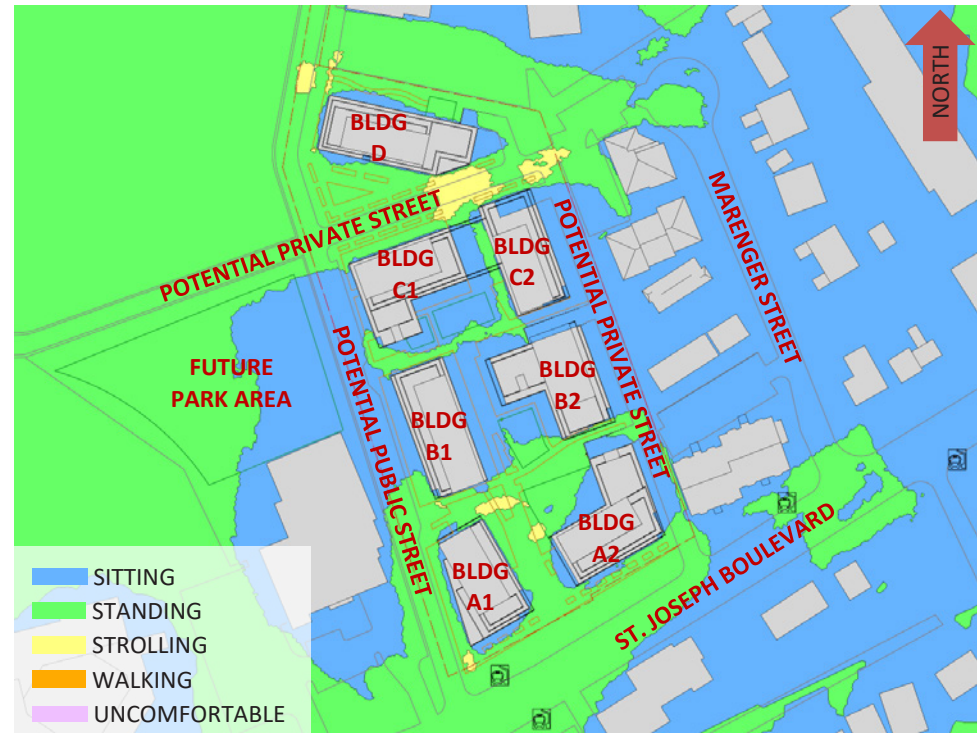 NORTH
BLDG
D
MARENGER STREET
POTENTIAL PRIVATE STREET
POTENTIAL PRIVATE STREET
BLDG
C2
BLDG
C1
FUTURE
PARK AREA
POTENTIAL PUBLIC STREET
BLDG
B2
BLDG
B1
BLDG
A2
BLDG
A1
ST. JOSEPH BOULEVARD
SITTING
STANDING
STROLLING
WALKING
UNCOMFORTABLE